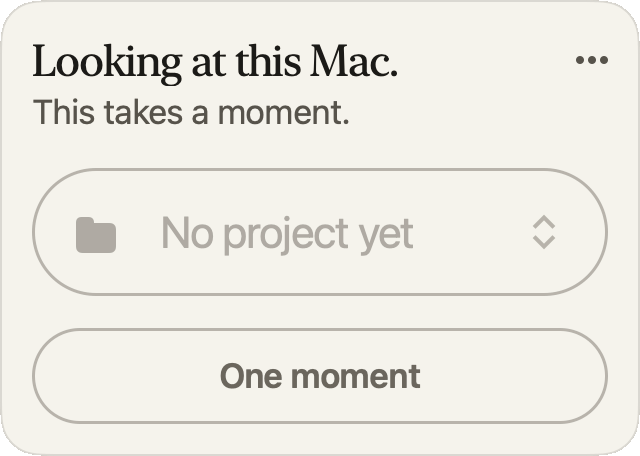 Looking at this Mac.
This takes a moment.
No project yet
One moment